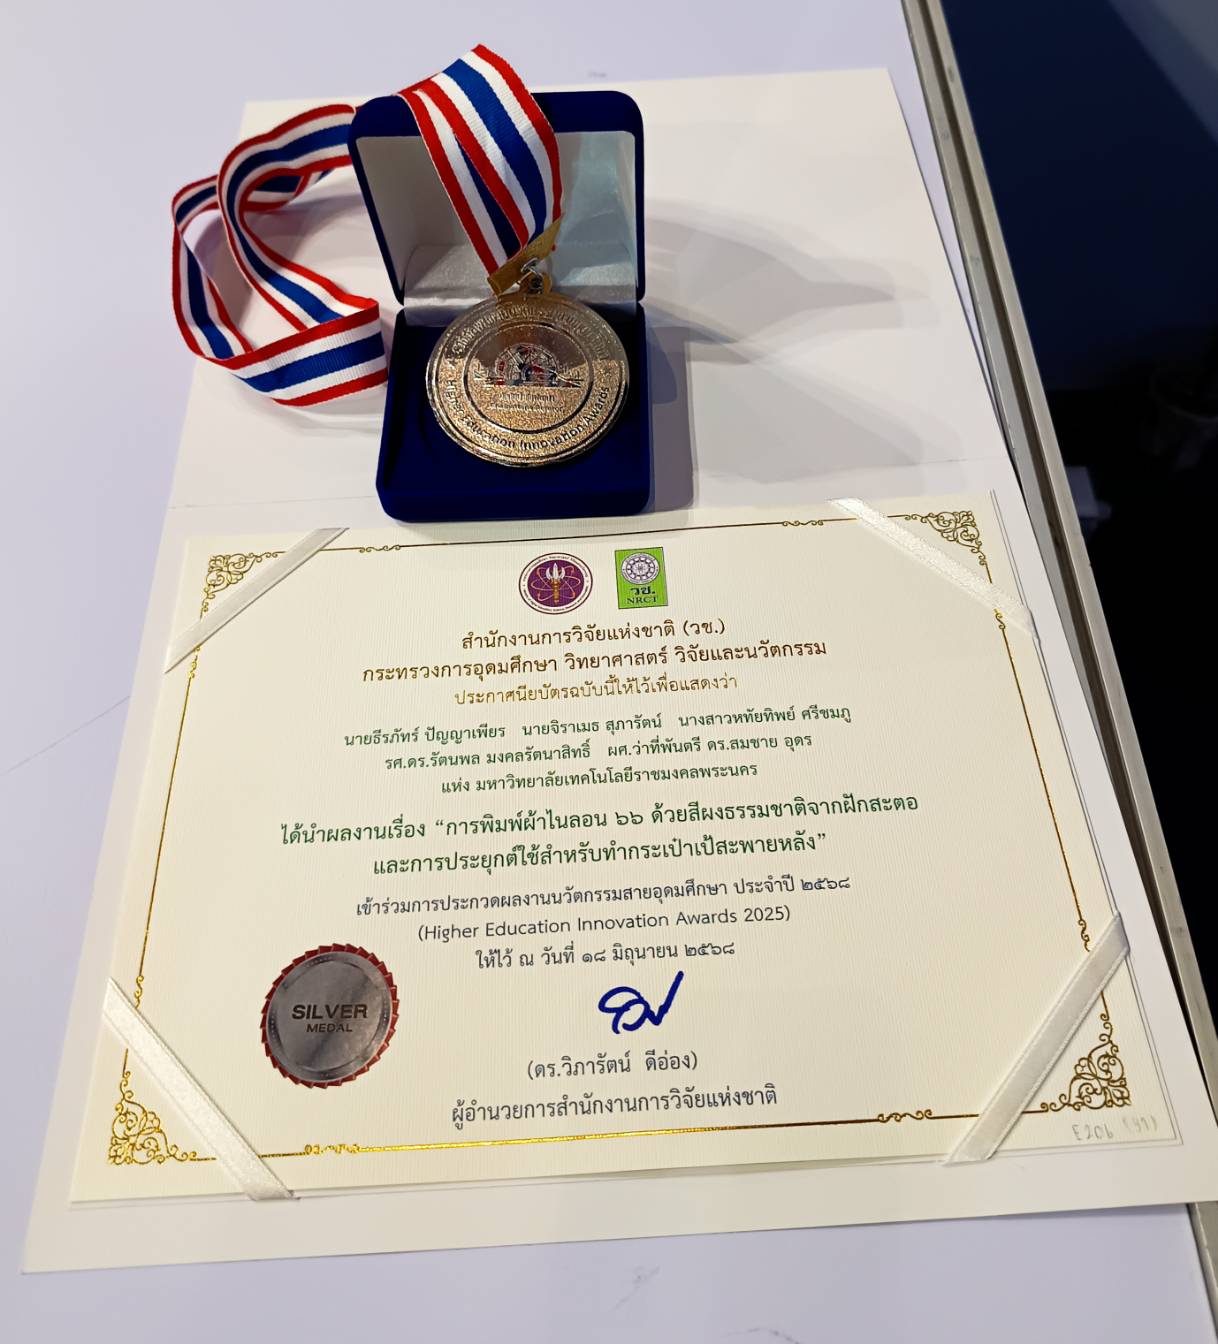 Higher Education Innovation Awards
วช.
NRCT
สำนักงานการวิจัยแห่งชาติ (วช.)
กระทรวงการอุดมศึกษา วิทยาศาสตร์ วิจัยและนวัตกรรม
ประกาศนียบัตรฉบับนี้ให้ไว้เพื่อแสดงว่า
นายธีรภัทร์ ปัญญาเพียร นายจิราเมธ สุภารัตน์ นางสาวหทัยทิพย์ ศรีชมภู
รศ.ดร.รัตนพล มงคลรัตนาสิทธิ์ ผศ.ว่าที่พันตรี ดร.สมชาย อุดร
แห่ง มหาวิทยาลัยเทคโนโลยีราชมงคลพระนคร
ได้นำผลงานเรื่อง “การพิมพ์ผ้าไนลอน ๖๖ ด้วยสีผงธรรมชาติจากฝักสะตอ
และการประยุกต์ใช้สำหรับทำกระเป๋าเป้สะพายหลัง”
เข้าร่วมการประกวดผลงานนวัตกรรมสายอุดมศึกษา ประจำปี ๒๕๖๘
(Higher Education Innovation Awards 2025)
ให้ไว้ ณ วันที่ ๑๘ มิถุนายน ๒๕๖๘
SILVER
MEDAL
(ดร.วิภารัตน์ ดีอ่อง)
ผู้อำนวยการสำนักงานการวิจัยแห่งชาติ